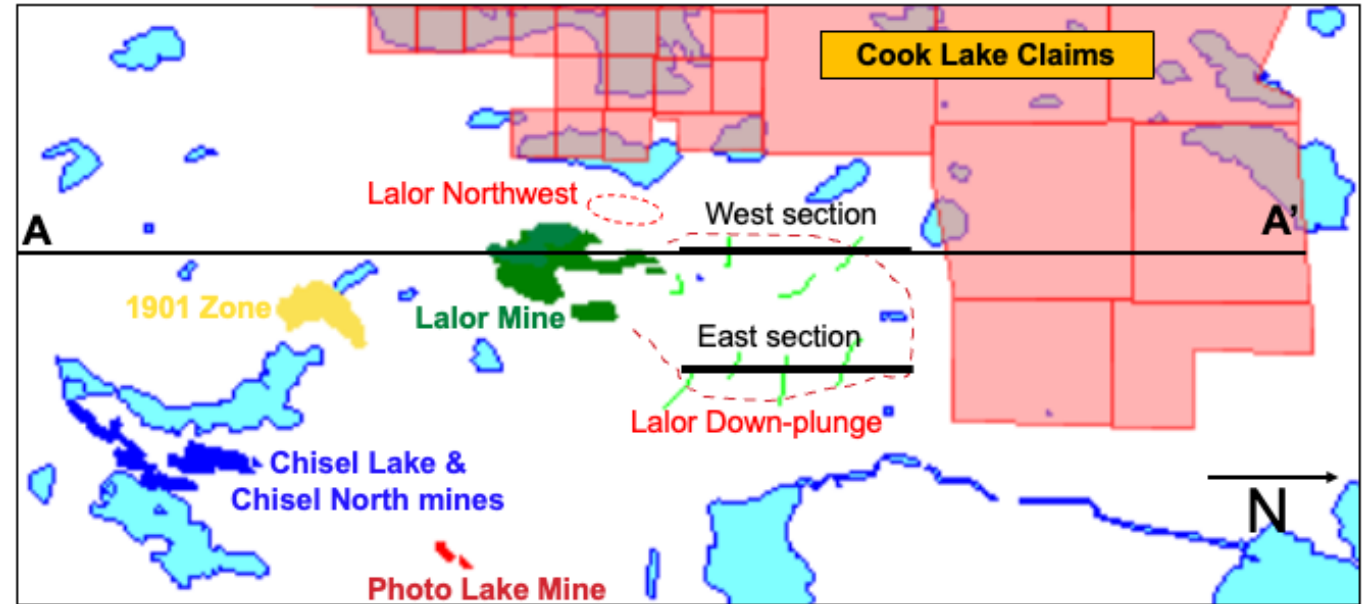 Cook Lake Claims
Lalor Northwest
West section
A
A'
1901 Zone
Lalor Mine
East section
Lalor Down-plunge
Chisel Lake &
Chisel North mines
N
Photo Lake Mine